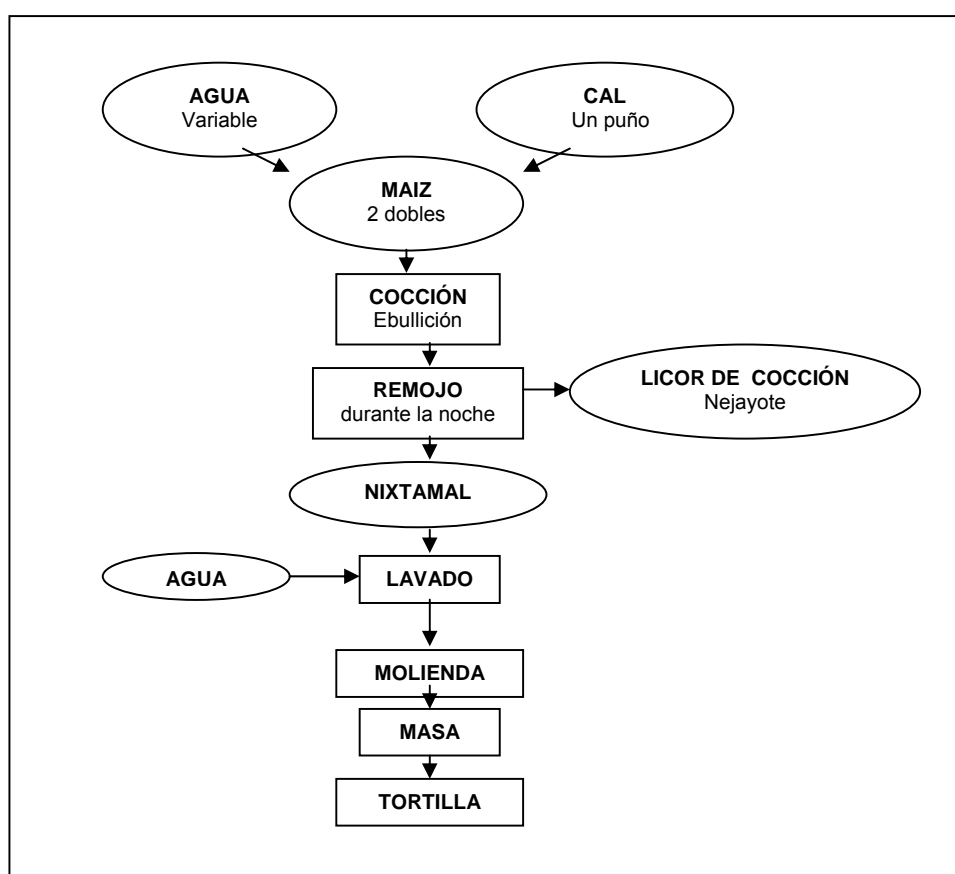 AGUA
Variable
CAL
Un puño
MAIZ
2 dobles
COCCIÓN
Ebullición
REMOJO
durante la noche
LICOR DE COCCIÓN
Nejayote
NIXTAMAL
AGUA
LAVADO
MOLIENDA
MASA
TORTILLA